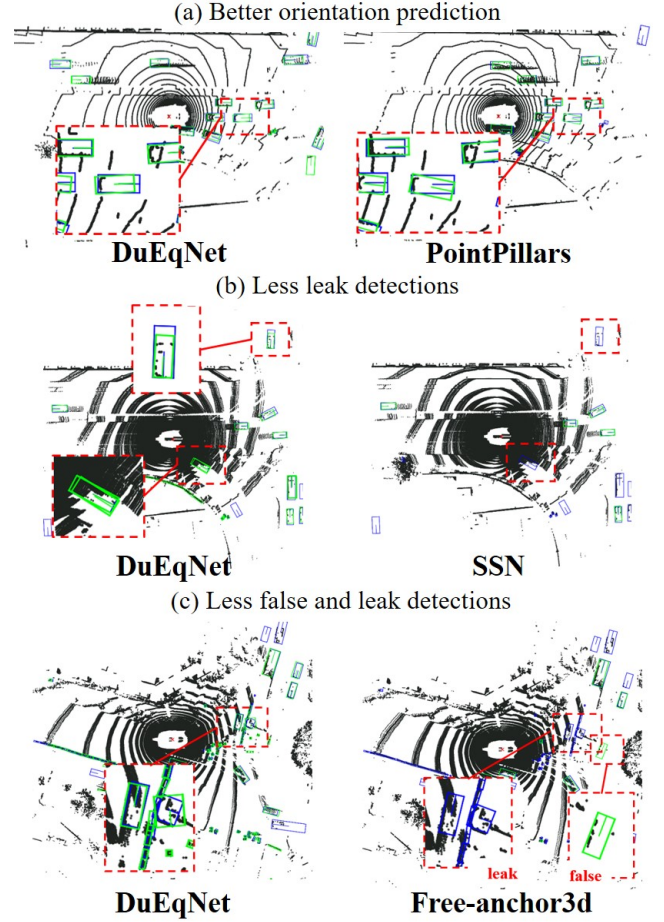 (a) Better orientation prediction
DuEqNet
PointPillars
(b) Less leak detections
DuEqNet
SSN
(c) Less false and leak detections
leak
false
DuEqNet
Free-anchor3d